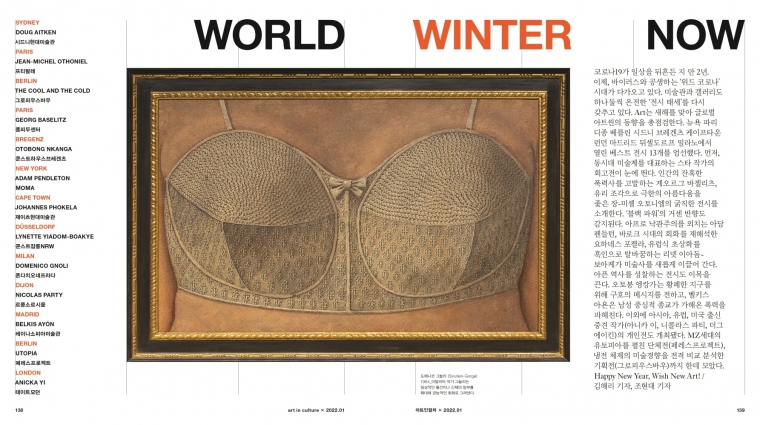 WORLD WINTER NOW
SYDNEY
DOUG AITKEN
시드니현대미술관
PARIS
JEAN-MICHEL OTHONIEL
프티팔레
BERLIN
THE COOL AND THE COLD
그로피우스바우
PARIS
GEORG BASELITZ
퐁피두센터
BREGENZ
OTOBONG NKANGA
쿤스트하우스브레겐츠
NEW YORK
ADAM PENDLETON
MOMA
CAPE TOWN
JOHANNES PHOKELA
제이츠현대미술관
DÜSSELDORF
LYNETTE YIADOM-BOAKYE
쿤스트잠룽NRW
MILAN
DOMENICO GNOLI
폰다치오네프라다
DIJON
NICOLAS PARTY
르콩소르시움
MADRID
BELKIS AYÓN
레이나소피아미술관
BERLIN
UTOPIA
페레스프로젝트
LONDON
ANICKA YI
테이트모던
코로나19가 일상을 뒤흔든 지 만 2년.
이제, 바이러스와 공생하는 '위드 코로나'
시대가 다가오고 있다. 미술관과 갤러리도
하나둘씩 온전한 '전시 태세'를 다시
갖추고 있다. Art는 새해를 맞아 글로벌
아트씬의 동향을 총점검한다. 뉴욕 파리
디종 베를린 시드니 브레겐츠 케이프타운
런던 마드리드 뒤셀도르프 밀라노에서
열린 베스트 전시 13개를 엄선했다. 먼저,
동시대 미술계를 대표하는 스타 작가의
회고전이 눈에 띈다. 인간의 잔혹한
폭력사를 고발하는 게오르그 바젤리츠,
유리 조각으로 극한의 아름다움을
좇은 장-미셸 오토니엘의 굵직한 전시를
소개한다. '블랙 파워'의 거센 반향도
감지된다. 아프로 낙관주의를 외치는 아담
펜들턴, 바로크 시대의 회화를 재해석한
요하네스 포켈라, 유럽식 초상화를
흑인으로 탈바꿈하는 리넷 이아돔-
보아케가 미술사를 새롭게 이끌어 간다.
아픈 역사를 성찰하는 전시도 이목을
끈다. 오토봉 엥캉가는 황폐한 지구를
위해 구호의 메시지를 전하고, 벨키스
아욘은 남성 중심적 종교가 가해온 폭력을
파헤친다. 이외에 아시아, 유럽, 미국 출신
중견 작가(아니카 이, 니콜라스 파티, 더그
에이킨)의 개인전도 개최됐다. MZ세대의
유토피아를 펼친 단체전(페레스프로젝트),
냉전 체제의 미술경향을 전격 비교 분석한
기획전(그로피우스바우)까지 한데 모았다.
Happy New Year, Wish New Art! /
김해리 기자, 조현대 기자
138
art in culture × 2022.01
아트인컬처 × 2022.01
139